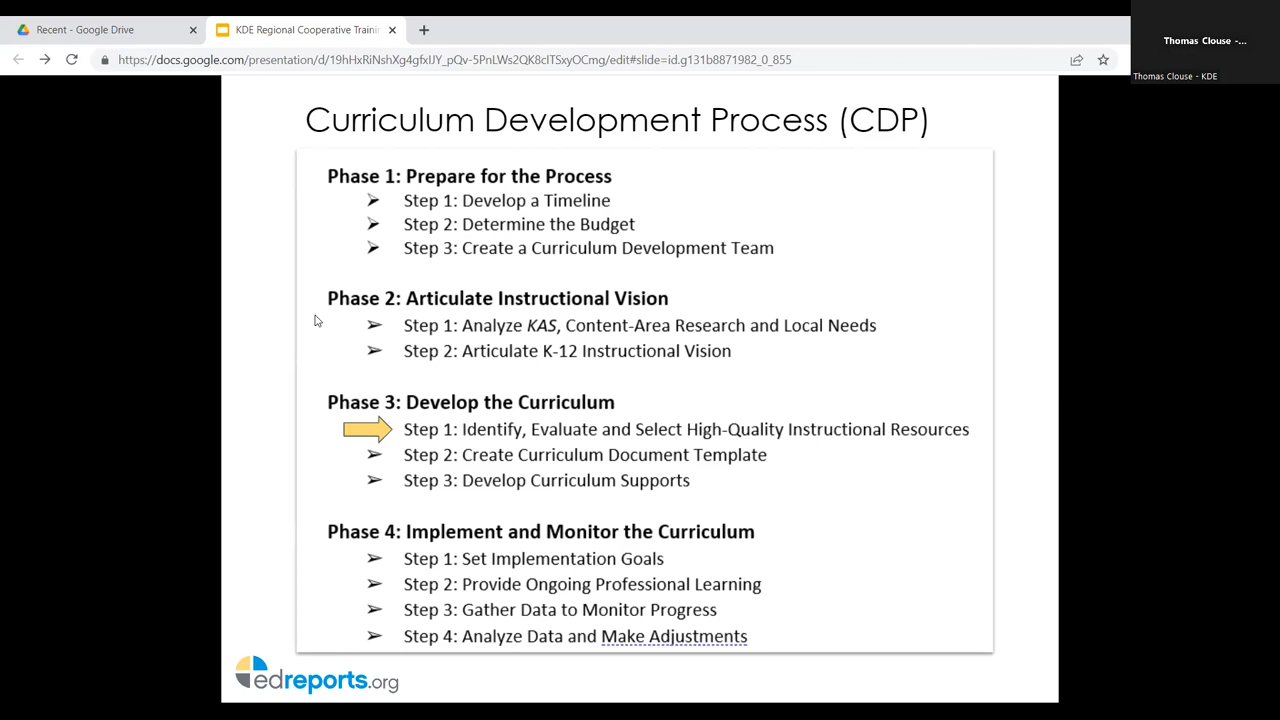 Recent - Google Drive
KDE Regional Cooperative Trainin
https://docs.google.com/presentation/d/19hHxRiNshXg4gfxIJY_pQv-5PnLWs2QK8cITSxyOCmg/edit#slide=id.g131b8871982_0_855
Thomas Clouse -...
Thomas Clouse - KDE
Curriculum Development Process (CDP)
Phase 1: Prepare for the Process
Step 1: Develop a Timeline
Step 2: Determine the Budget
Step 3: Create a Curriculum Development Team
Phase 2: Articulate Instructional Vision
Step 1: Analyze KAS, Content-Area Research and Local Needs
Step 2: Articulate K-12 Instructional Vision
Phase 3: Develop the Curriculum
Step 1: Identify, Evaluate and Select High-Quality Instructional Resources
Step 2: Create Curriculum Document Template
Step 3: Develop Curriculum Supports
Phase 4: Implement and Monitor the Curriculum
Step 1: Set Implementation Goals
Step 2: Provide Ongoing Professional Learning
Step 3: Gather Data to Monitor Progress
Step 4: Analyze Data and Make Adjustments
edreports.org